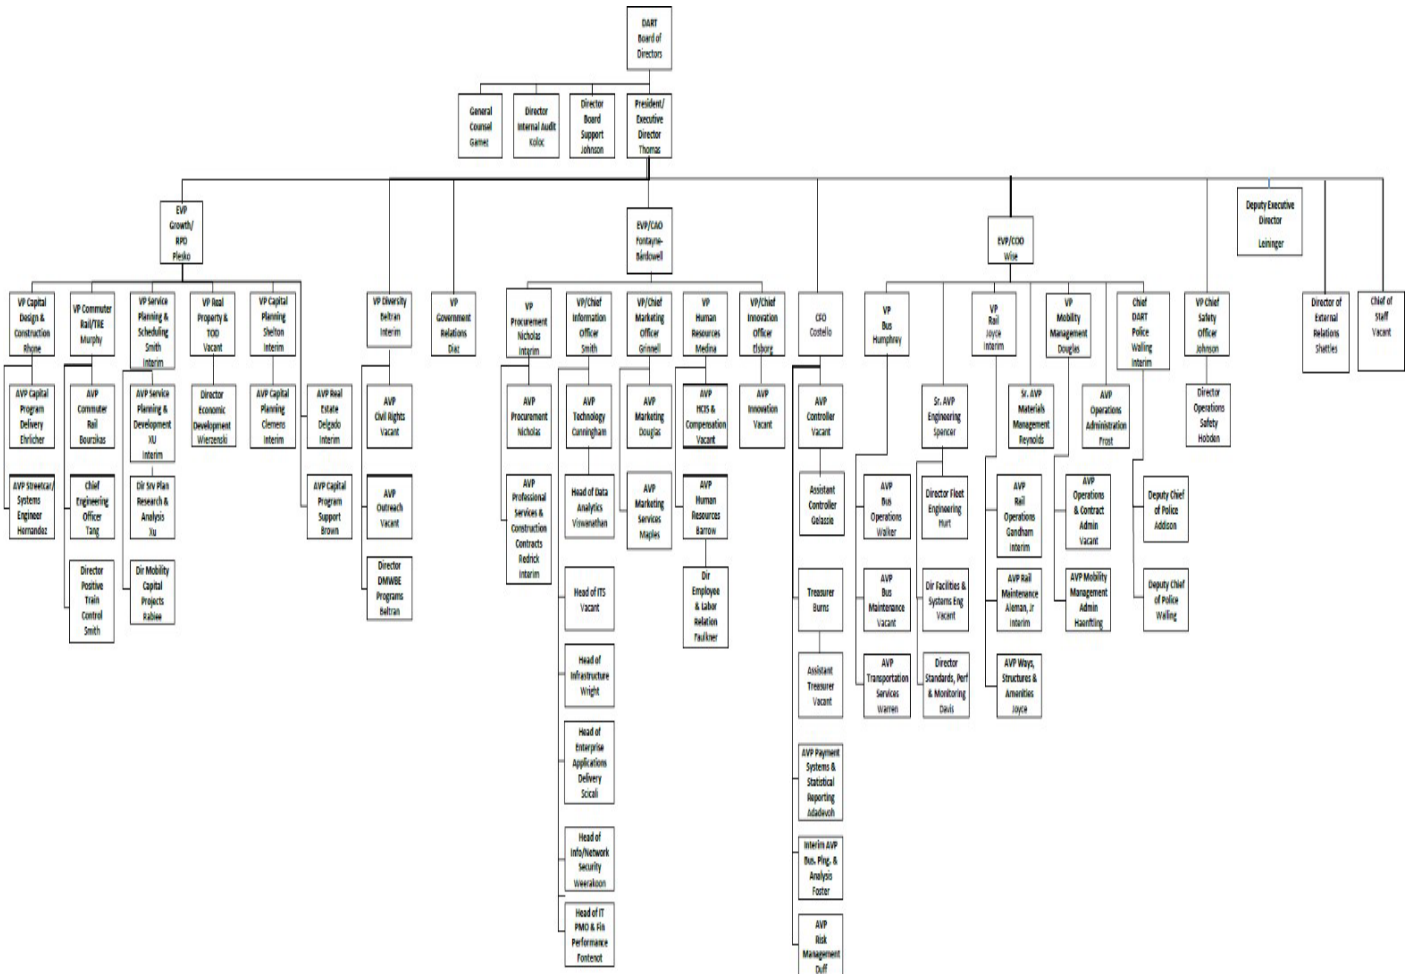 DART
Board of
Directors
General
Counsel
Gamez
Director
Internal Audit
Koloc
Director
Board
Support
Johnson
President/
Executive
Director
Thomas
EVP
Growth/
RPD
Plesko
EVP/CAO
Fontayne-
Bardowell
EVP/COO
Wise
Deputy Executive
Director
Leininger
VP Capital
Design &
Construction
Rhone
VP Commuter
Rail/TRE
Murphy
VP Service
Planning &
Scheduling
Smith
Interim
VP Real
Property &
TOD
Vacant
VP Capital
Planning
Shelton
Interim
VP Diversity
Beltran
Interim
VP
Government
Relations
Diaz
VP
Procurement
Nicholas
Interim
VP/Chief
Information
Officer
Smith
VP/Chief
Marketing
Officer
Grinnell
VP
Human
Resources
Medina
VP/Chief
Innovation
Officer
Elsborg
CFO
Costello
VP
Bus
Humphrey
VP
Rail
Joyce
Interim
VP
Mobility
Management
Douglas
Chief
DART
Police
Walling
Interim
VP Chief
Safety
Officer
Johnson
Director of
External
Relations
Shatties
Chief of
Staff
Vacant
AVP Capital
Program
Delivery
Ehrlicher
AVP
Commuter
Rail
Bourzikas
AVP Service
Planning &
Development
XU
Interim
Director
Economic
Development
Wierzenski
AVP Capital
Planning
Clemens
Interim
AVP Real
Estate
Delgado
Interim
AVP
Civil Rights
Vacant
AVP
Procurement
Nicholas
AVP
Technology
Cunningham
AVP
Marketing
Douglas
AVP
HCIS &
Compensation
Vacant
AVP
Innovation
Vacant
AVP
Controller
Vacant
Sr. AVP
Engineering
Spencer
Sr. AVP
Materials
Management
Reynolds
AVP
Operations
Administration
Frost
Director
Operations
Safety
Hobden
AVP Streetcar/
Systems
Engineer
Hernandez
Chief
Engineering
Officer
Tang
Dir Srv Plan
Research &
Analysis
Xu
AVP Capital
Program
Support
Brown
AVP
Outreach
Vacant
AVP
Professional
Services &
Construction
Contracts
Redrick
Interim
Head of Data
Analytics
Viswanathan
AVP
Marketing
Services
Maples
AVP
Human
Resources
Barrow
Assistant
Controller
Gelassie
AVP
Bus
Operations
Walker
Director Fleet
Engineering
Hurt
AVP
Rail
Operations
Gandham
Interim
AVP
Operations
& Contract
Admin
Vacant
Deputy Chief
of Police
Addison
Director
Positive
Train
Control
Smith
Dir Mobility
Capital
Projects
Rabiee
Director
DMWBE
Programs
Beltran
Head of ITS
Vacant
Dir
Employee
& Labor
Relation
Faulkner
Treasurer
Burns
AVP
Bus
Maintenance
Vacant
Dir Facilities &
Systems Eng
Vacant
AVP Rail
Maintenance
Aleman, Jr
Interim
AVP Mobility
Management
Admin
Haenftling
Deputy Chief
of Police
Walling
Head of
Infrastructure
Wright
Assistant
Treasurer
Vacant
AVP
Transportation
Services
Warren
Director
Standards, Perf
& Monitoring
Davis
AVP Ways,
Structures &
Amenities
Joyce
Head of
Enterprise
Applications
Delivery
Scicali
AVP Payment
Systems &
Statistical
Reporting
Adadevoh
Head of
Info/Network
Security
Weerakoon
Interim AVP
Bus. Plng. &
Analysis
Foster
Head of IT
PMO & Fin
Performance
Fontenot
AVP
Risk
Management
Duff